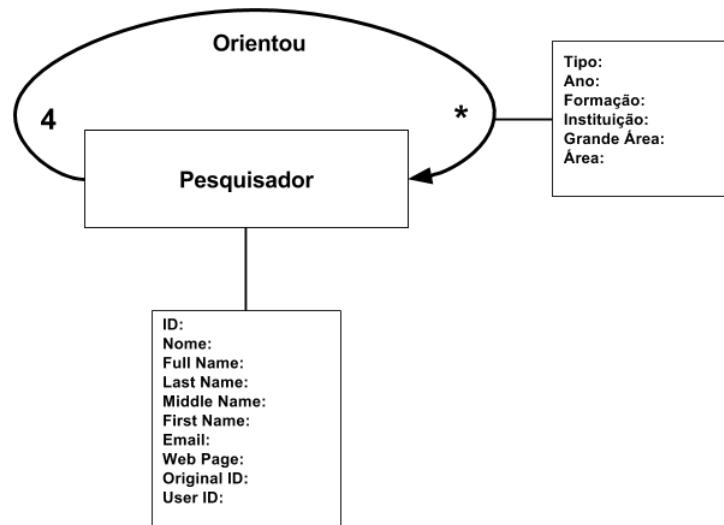 Orientou
4
*
Pesquisador
Tipo:
Ano:
Formação:
Instituição:
Grande Área:
Área:
ID:
Nome:
Full Name:
Last Name:
Middle Name:
First Name:
Email:
Web Page:
Original ID:
User ID: